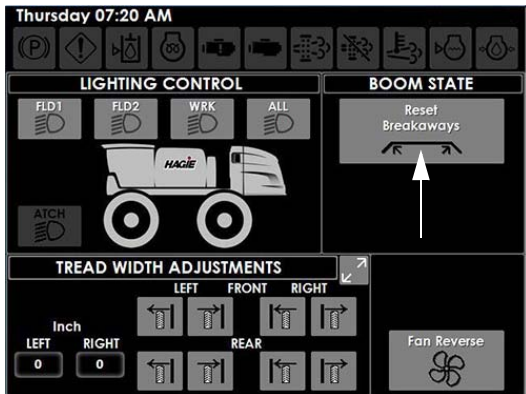 Thursday 07:20 AM
(P)
LIGHTING CONTROL
BOOM STATE
FLD1 FLD2 WRK ALL
Reset
Breakaways
HAGIE
ATCH
TREAD WIDTH ADJUSTMENTS
LEFT FRONT RIGHT
Inch
LEFT RIGHT
REAR
0 0
Fan Reverse